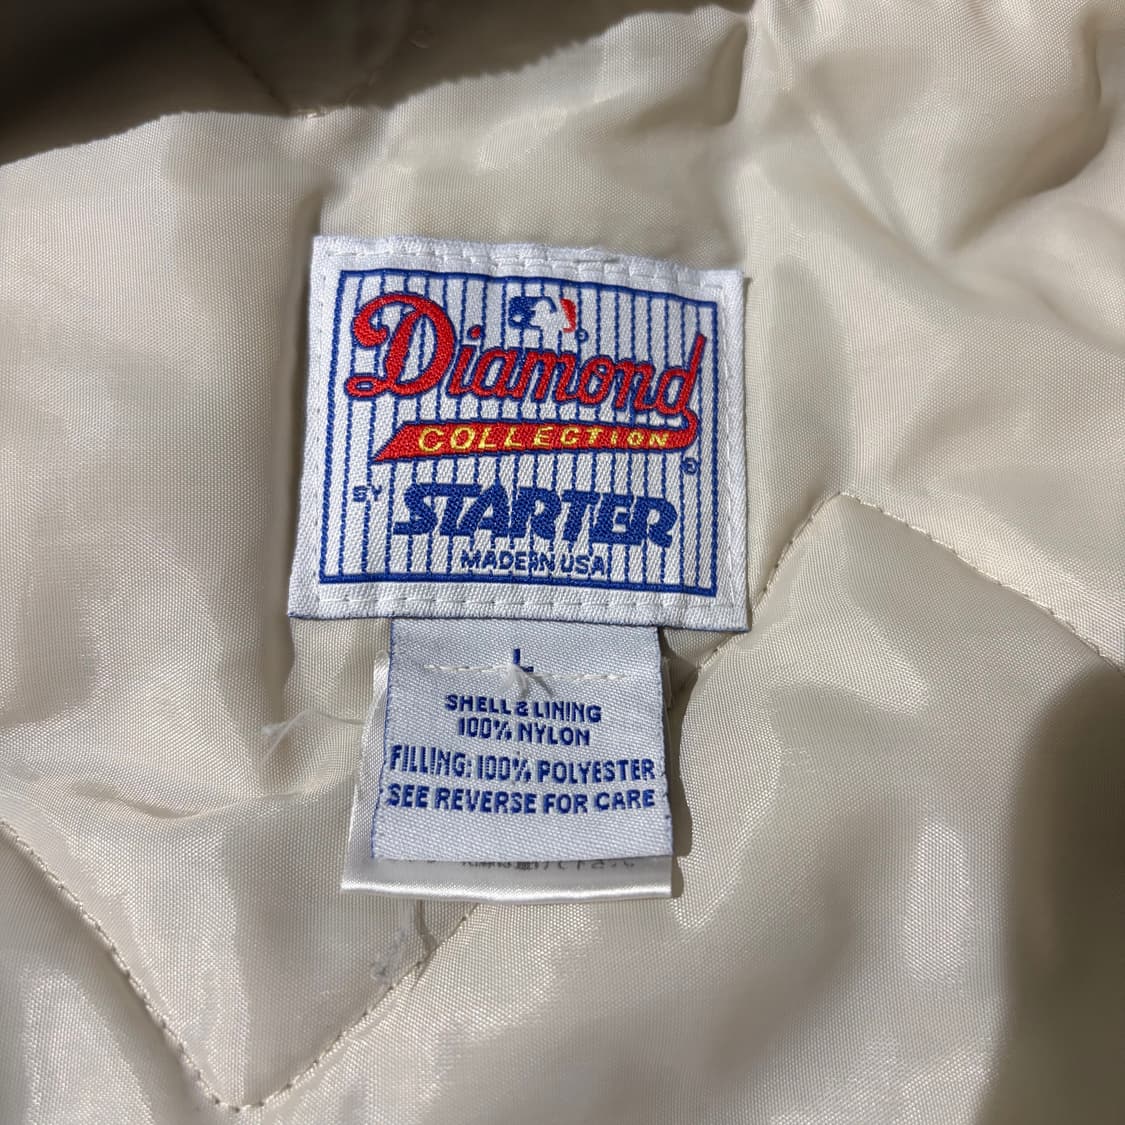 Diamond
COLLECTION
BY STARTER
MADE IN USA
L
SHELL & LINING
100% NYLON
FILLING: 100% POLYESTER
SEE REVERSE FOR CARE